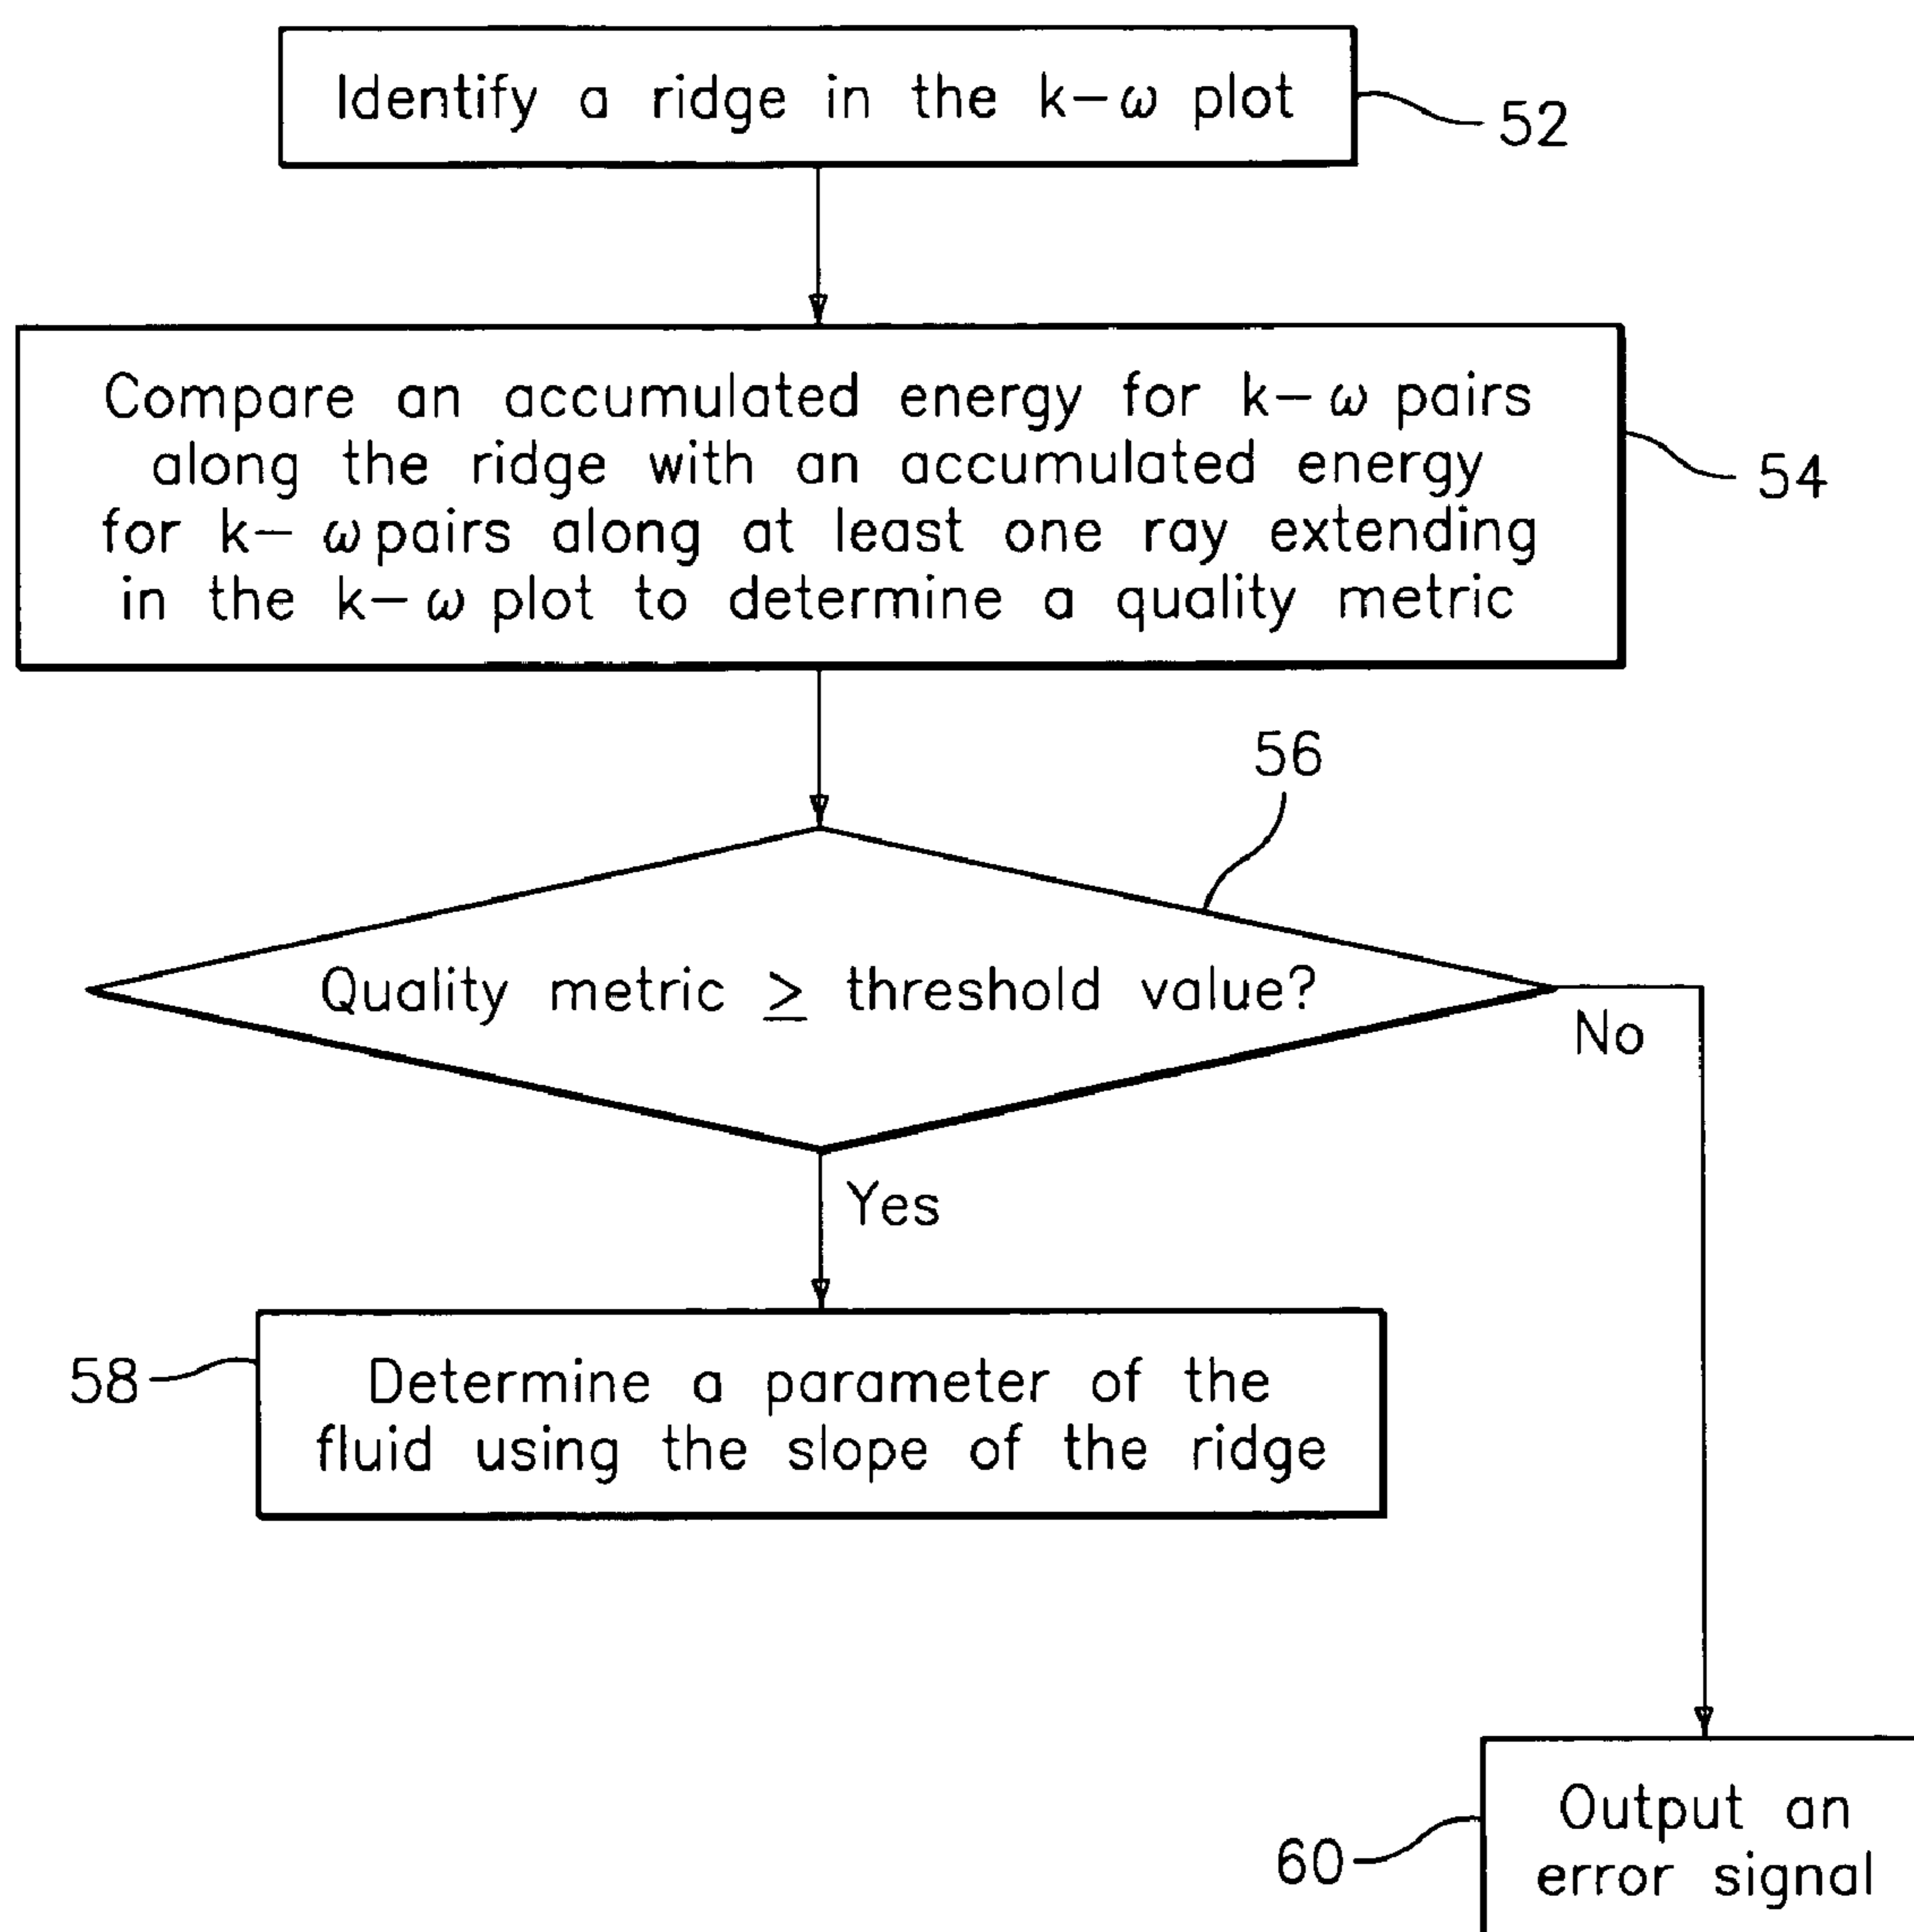 Identify a ridge in the k-ω plot
52
Compare an accumulated energy for k-ω pairs
along the ridge with an accumulated energy
for k- ω pairs along at least one ray extending
in the k-ω plot to determine a quality metric
54
56
Quality metric ≥ threshold value?
No
Yes
58
Determine a parameter of the
fluid using the slope of the ridge
Output an
error signal
60